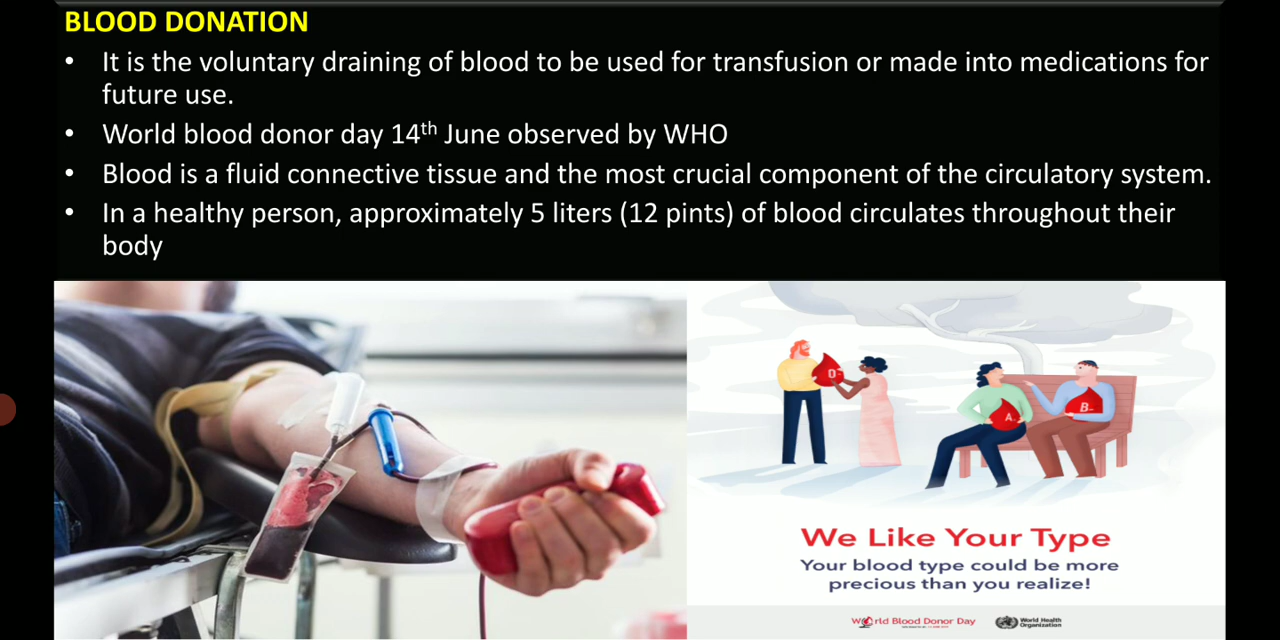 BLOOD DONATION
• It is the voluntary draining of blood to be used for transfusion or made into medications for
future use.
• World blood donor day 14th June observed by WHO
• Blood is a fluid connective tissue and the most crucial component of the circulatory system.
• In a healthy person, approximately 5 liters (12 pints) of blood circulates throughout their
body
A-
B-
We Like Your Type
Your blood type could be more
precious than you realize!
World Blood Donor Day
World Health
Organization